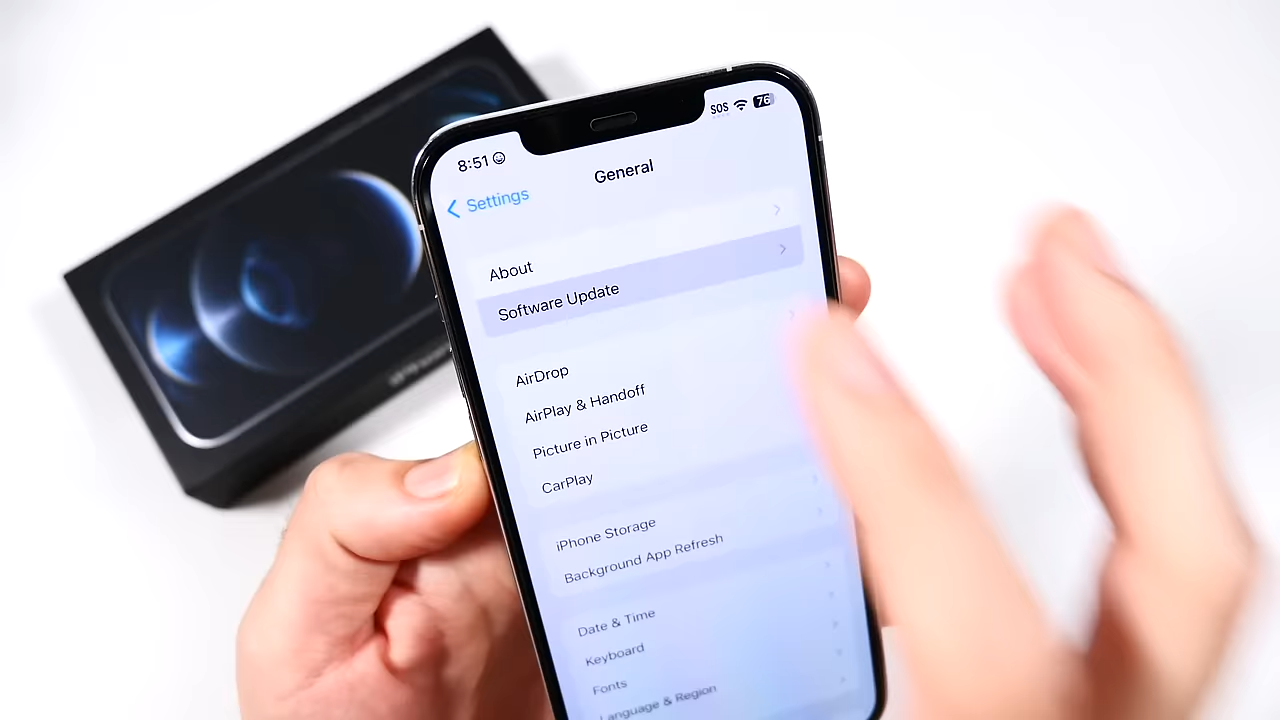 8:51 SOS 76
General
Settings
About
Software Update
AirDrop
AirPlay & Handoff
Picture in Picture
CarPlay
iPhone Storage
Background App Refresh
Date & Time
Keyboard
Fonts
Language & Region